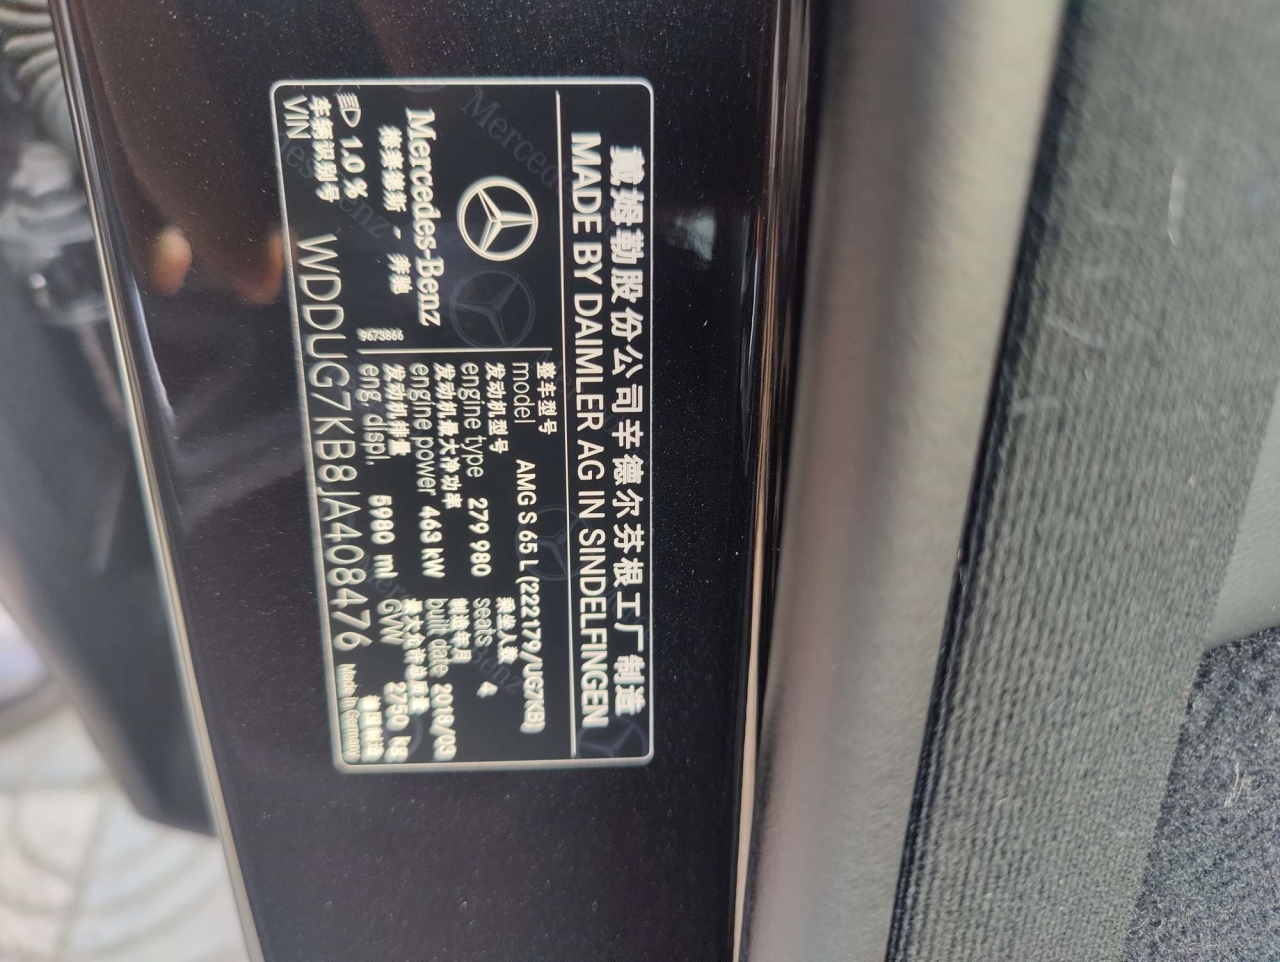 戴姆勒股份公司辛德尔芬根工厂制造
MADE BY DAIMLER AG IN SINDELFINGEN
Mercedes-Benz
梅赛德斯 - 奔驰
1.0 %
9673866
整车型号
model AMG S 65 L (222179/UG7KB)
发动机型号
engine type 279 980
乘坐人数
seats 4
发动机最大净功率
engine power 463 kW
制造年月
built date 2018/03
发动机排量
eng. displ. 5980 ml
最大允许总质量
GVW 2750 kg
车辆识别号
VIN WDDUG7KB8JA408476
德国制造
Made in Germany
Mercedes-Benz